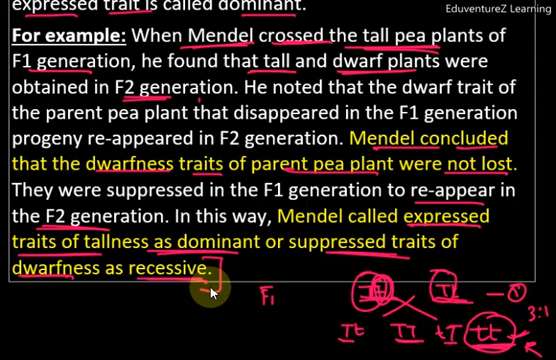 EduventureZ Learning
expressed trait is called dominant.
For example: When Mendel crossed the tall pea plants of
F1 generation, he found that tall and dwarf plants were
obtained in F2 generation. He noted that the dwarf trait of
the parent pea plant that disappeared in the F1 generation
progeny re-appeared in F2 generation. Mendel concluded
that the dwarfness traits of parent pea plant were not lost.
They were suppressed in the F1 generation to re-appear in
the F2 generation. In this way, Mendel called expressed
traits of tallness as dominant or suppressed traits of
dwarfness as recessive.
F1
3:1
Tt TT tT tt